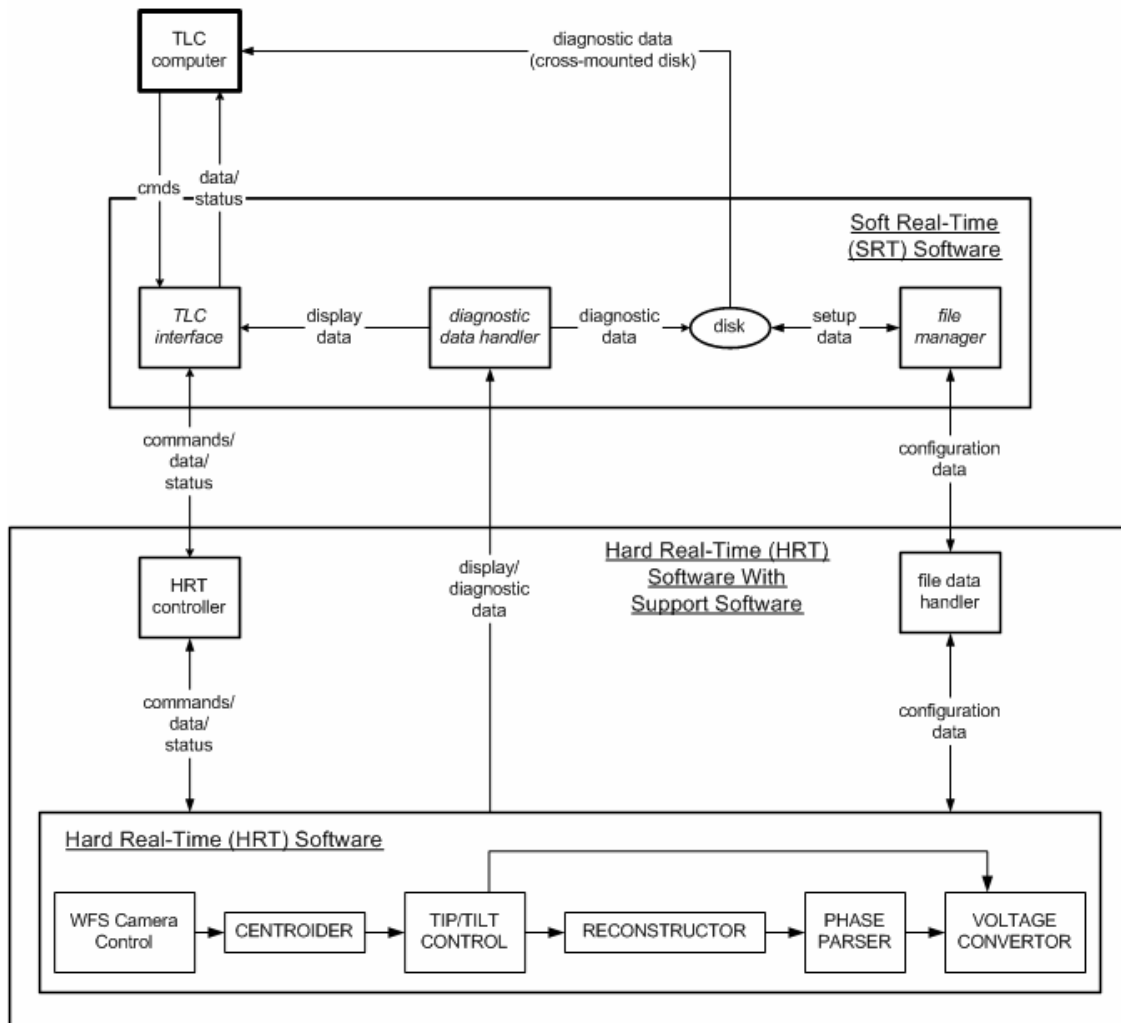 TLC
computer
diagnostic data
(cross-mounted disk)
cmds
data/
status
Soft Real-Time
(SRT) Software
TLC
interface
display
data
diagnostic
data handler
diagnostic
data
disk
setup
data
file
manager
commands/
data/
status
configuration
data
Hard Real-Time (HRT)
Software With
Support Software
HRT
controller
display/
diagnostic
data
file data
handler
commands/
data/
status
configuration
data
Hard Real-Time (HRT) Software
WFS Camera
Control
CENTROIDER
TIP/TILT
CONTROL
RECONSTRUCTOR
PHASE
PARSER
VOLTAGE
CONVERTOR